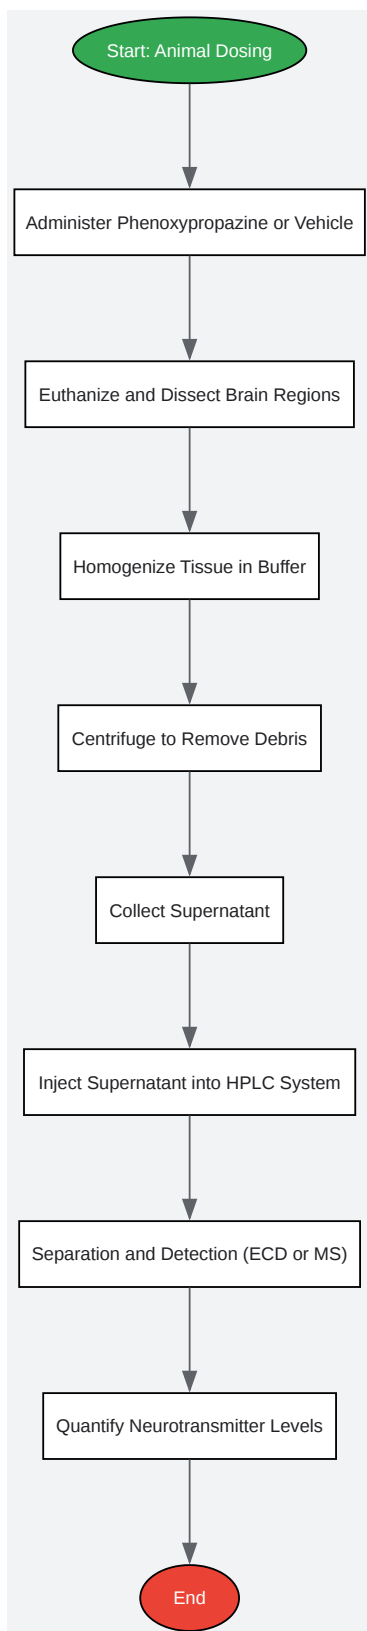 Start: Animal Dosing
Administer Phenoxypropazine or Vehicle
Euthanize and Dissect Brain Regions
Homogenize Tissue in Buffer
Centrifuge to Remove Debris
Collect Supernatant
Inject Supernatant into HPLC System
Separation and Detection (ECD or MS)
Quantify Neurotransmitter Levels
End